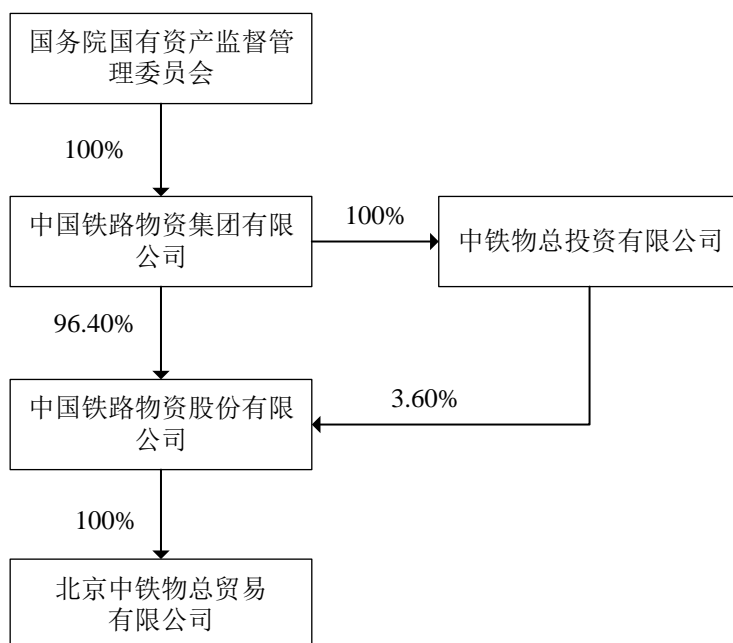 国务院国有资产监督管
理委员会
100%
中国铁路物资集团有限
公司
100%
中铁物总投资有限公司
96.40%
中国铁路物资股份有限
公司
3.60%
100%
北京中铁物总贸易
有限公司